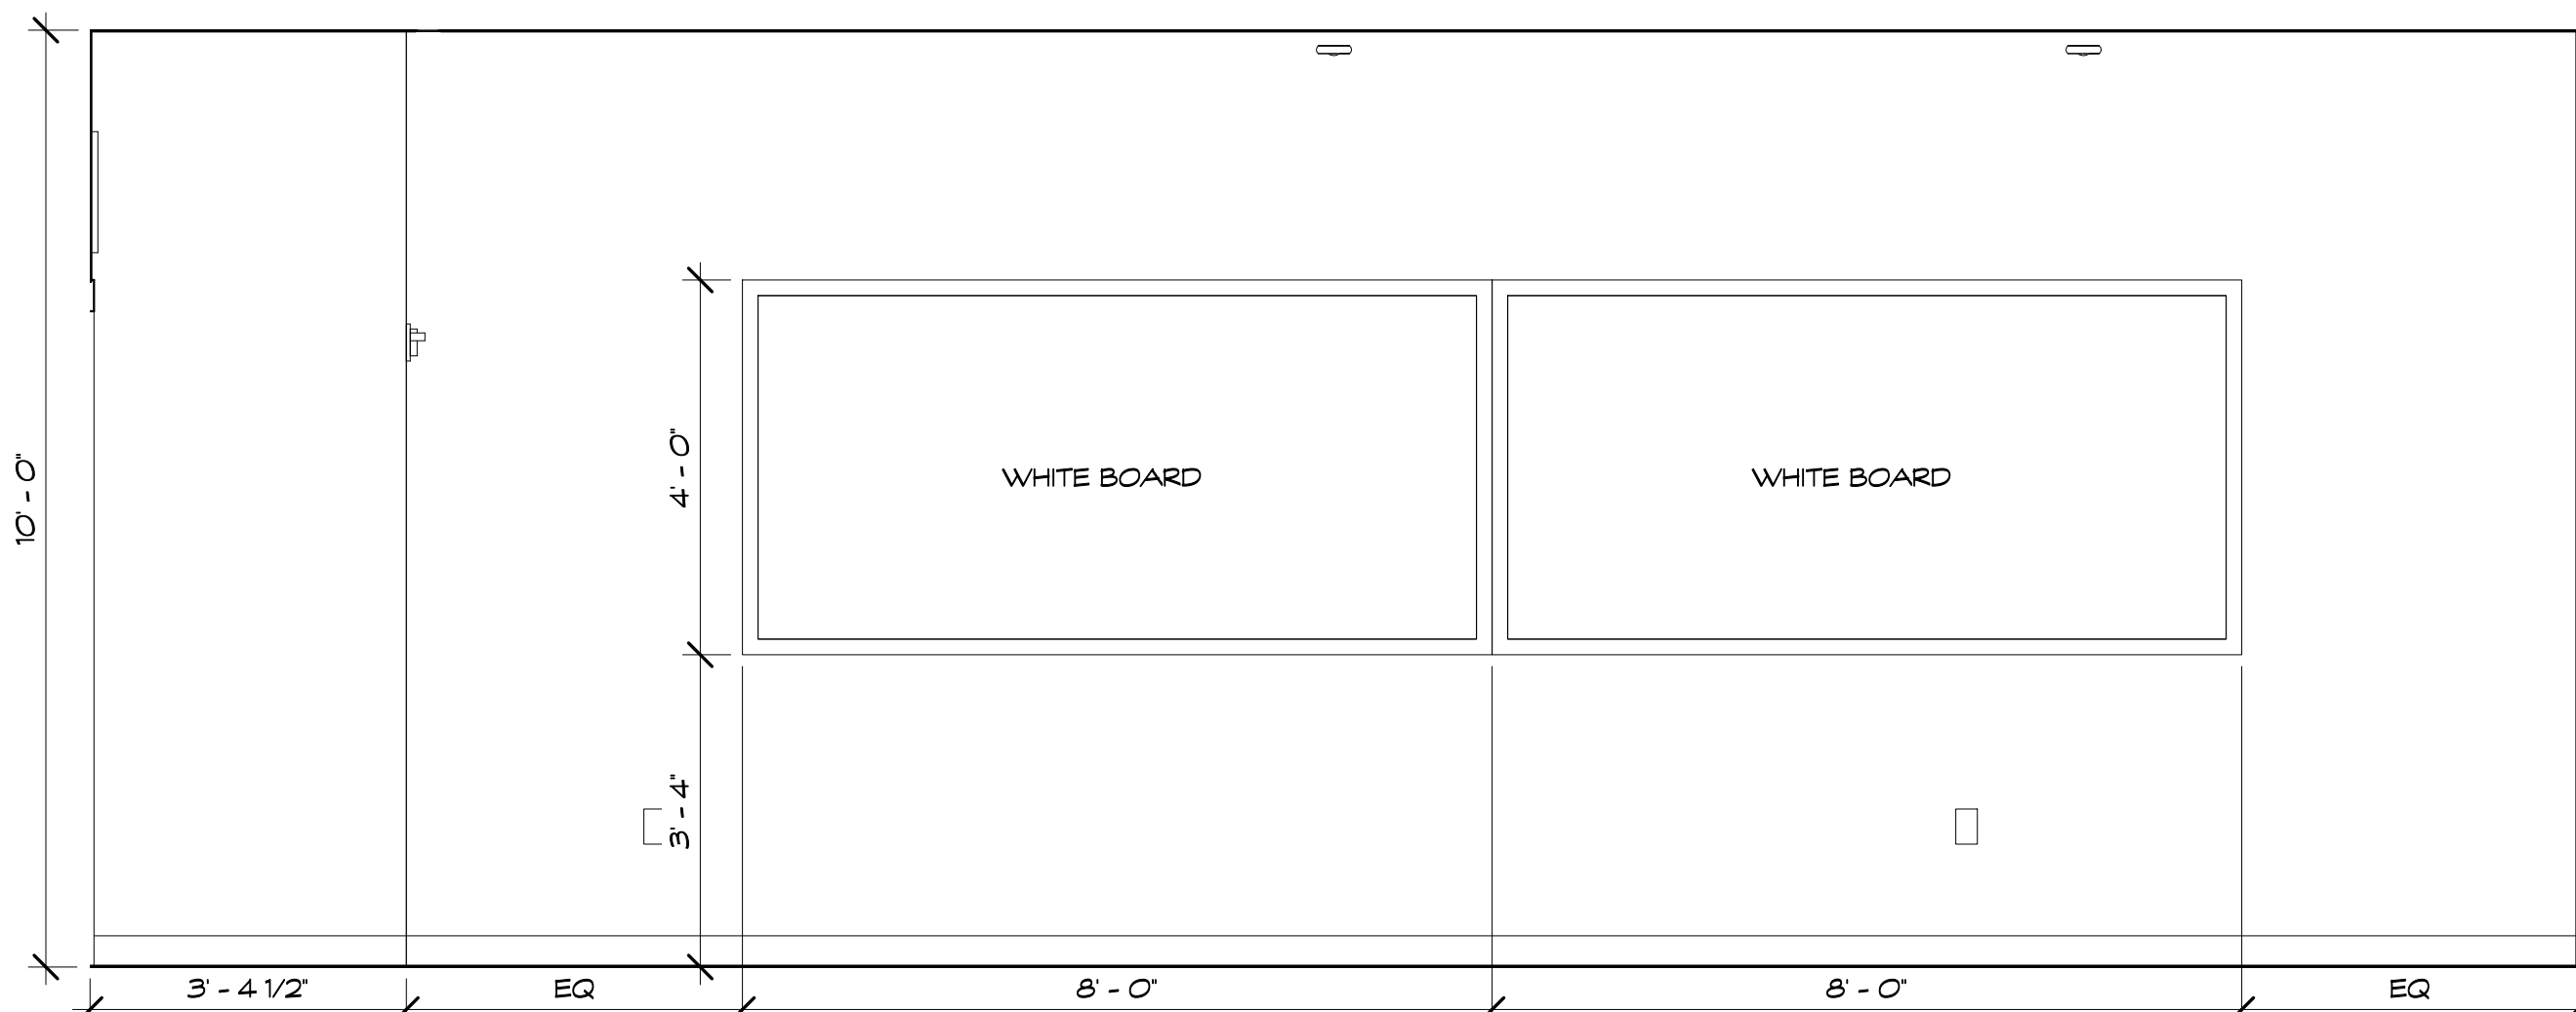 10' - 0"
4' - 0"
WHITE BOARD
WHITE BOARD
3' - 4"
3' - 4 1/2"
EQ
8' - 0"
8' - 0"
EQ